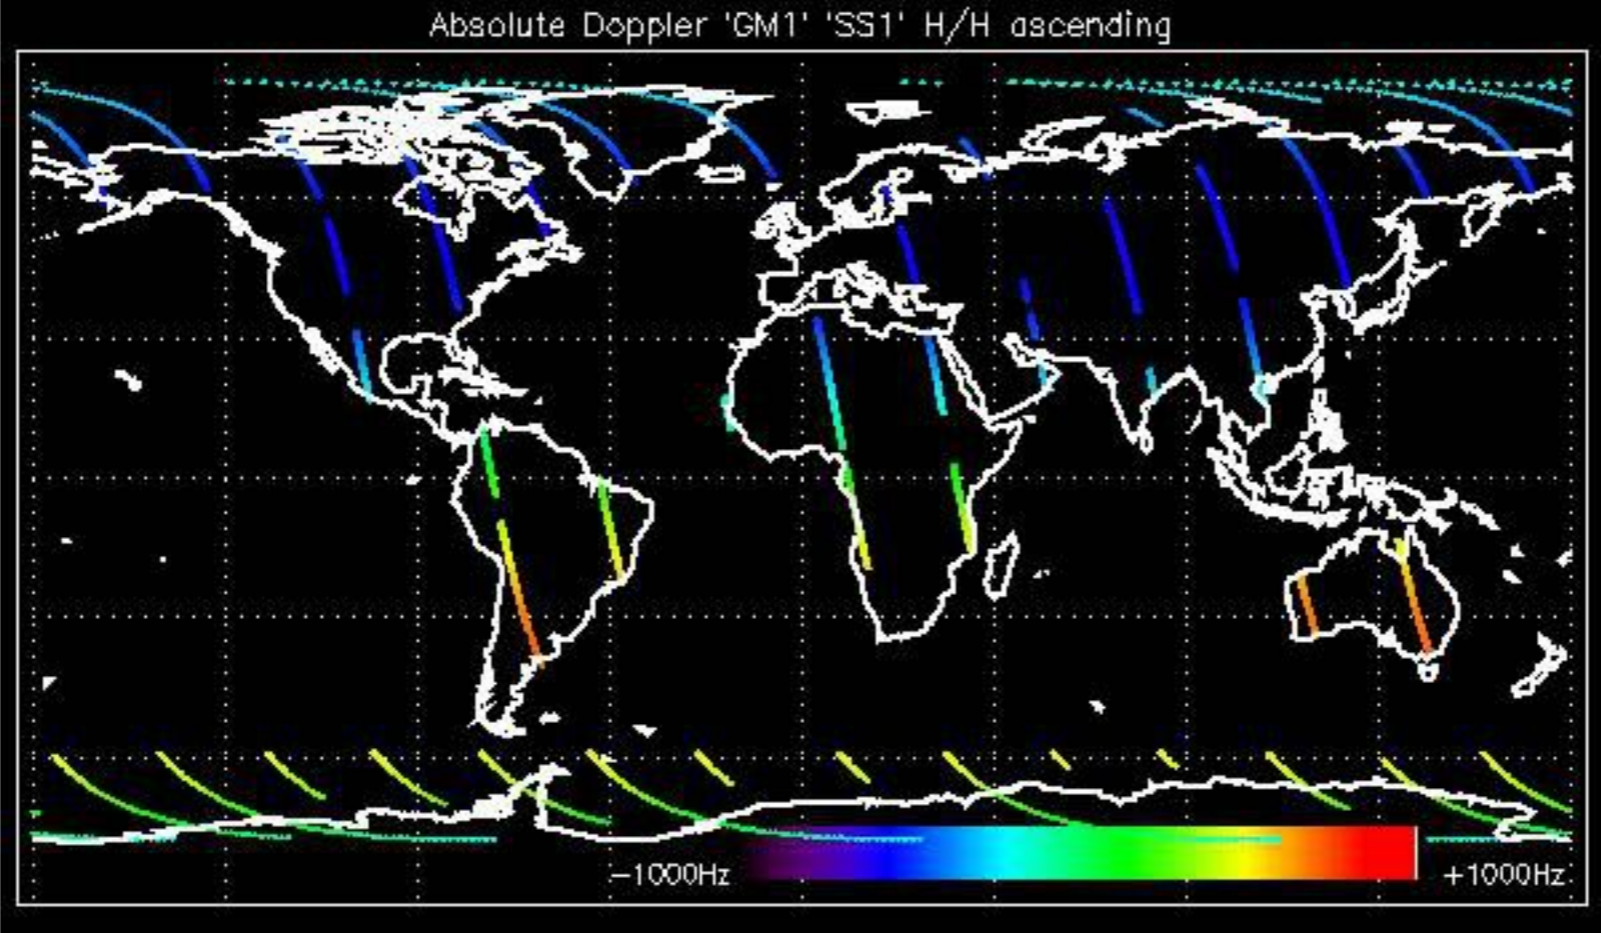 Absolute Doppler 'GM1' 'SS1' H/H ascending
-1000Hz +1000Hz